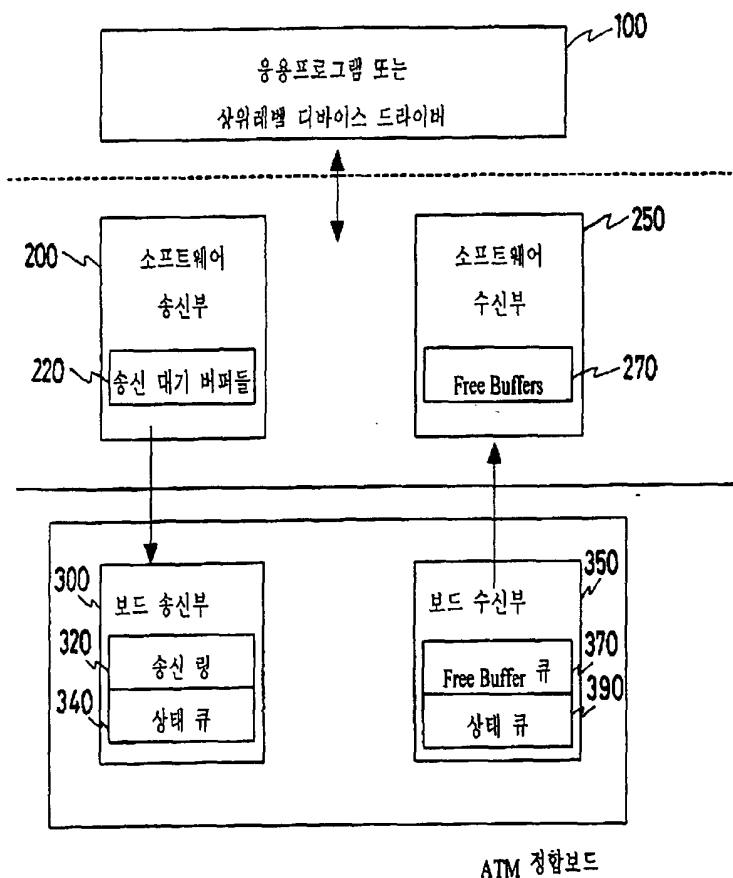 100
응용프로그램 또는
상위레벨 디바이스 드라이버
200
소프트웨어
송신부
220
송신 대기 버퍼들
250
소프트웨어
수신부
Free Buffers
270
300
보드 송신부
320
송신 링
340
상태 큐
350
보드 수신부
Free Buffer 큐
370
390
상태 큐
ATM 정합보드